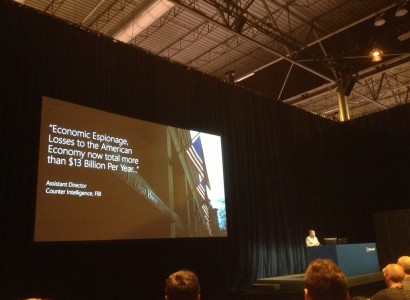 "Economic Espionage,
Losses to the American
Economy now total more
than $13 Billion Per Year."
Assistant Director
Counter Intelligence, FBI